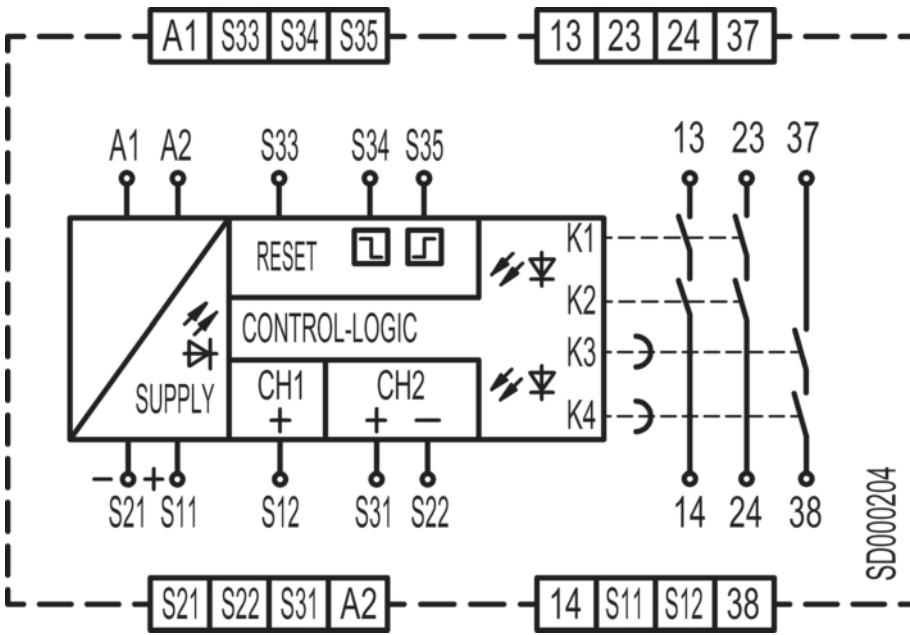 A1 S33 S34 S35 13 23 24 37
A1 A2 S33 S34 S35 13 23 37
RESET K1
K2
CONTROL-LOGIC
K3
SUPPLY CH1 CH2
+ + − K4
− + 
S21 S11 S12 S31 S22 14 24 38
SD000204
S21 S22 S31 A2 14 S11 S12 38